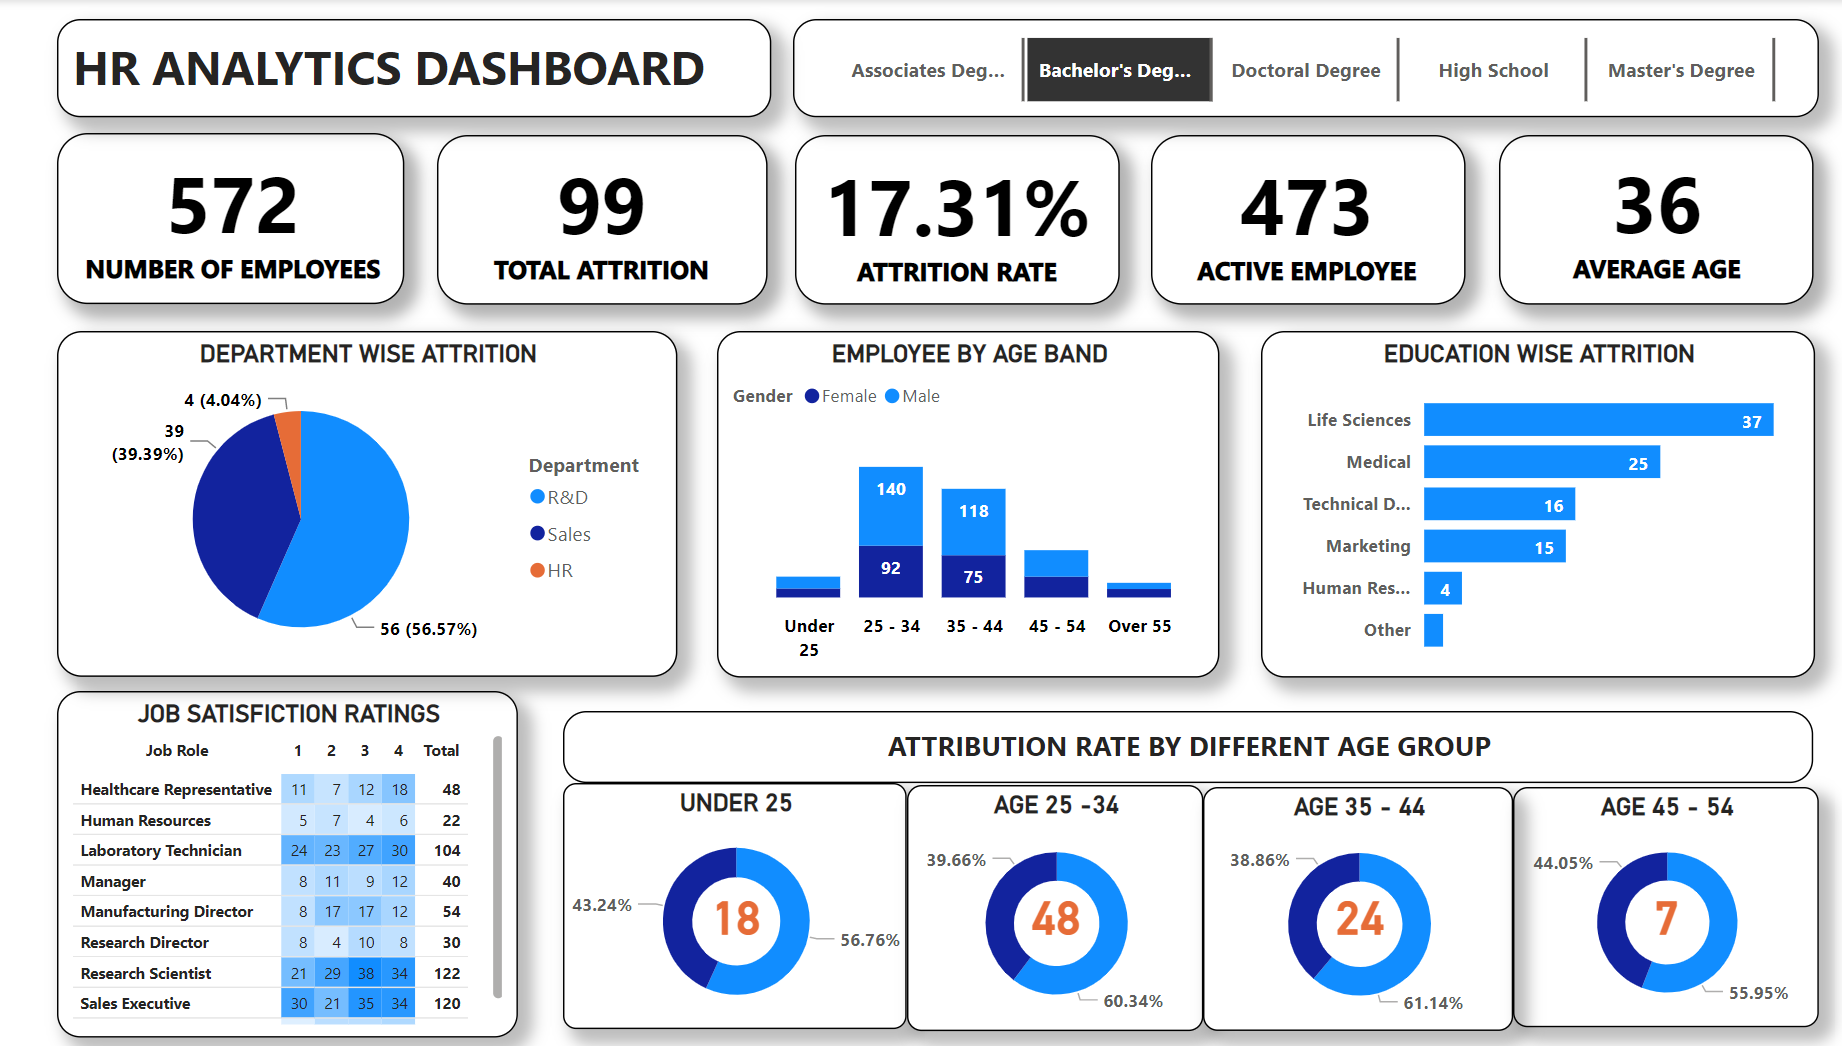 HR ANALYTICS DASHBOARD
Associates Deg...
Bachelor's Deg...
Doctoral Degree
High School
Master's Degree
572
NUMBER OF EMPLOYEES
99
TOTAL ATTRITION
17.31%
ATTRITION RATE
473
ACTIVE EMPLOYEE
36
AVERAGE AGE
DEPARTMENT WISE ATTRITION
4 (4.04%)
39
(39.39%)
56 (56.57%)
Department
R&D
Sales
HR
EMPLOYEE BY AGE BAND
Gender Female Male
140
118
92
75
Under
25
25 - 34
35 - 44
45 - 54
Over 55
EDUCATION WISE ATTRITION
Life Sciences 37
Medical 25
Technical D... 16
Marketing 15
Human Res... 4
Other
JOB SATISFICTION RATINGS
Job Role 1 2 3 4 Total
Healthcare Representative 11 7 12 18 48
Human Resources 5 7 4 6 22
Laboratory Technician 24 23 27 30 104
Manager 8 11 9 12 40
Manufacturing Director 8 17 17 12 54
Research Director 8 4 10 8 30
Research Scientist 21 29 38 34 122
Sales Executive 30 21 35 34 120
ATTRIBUTION RATE BY DIFFERENT AGE GROUP
UNDER 25
43.24%
18
56.76%
AGE 25 -34
39.66%
48
60.34%
AGE 35 - 44
38.86%
24
61.14%
AGE 45 - 54
44.05%
7
55.95%